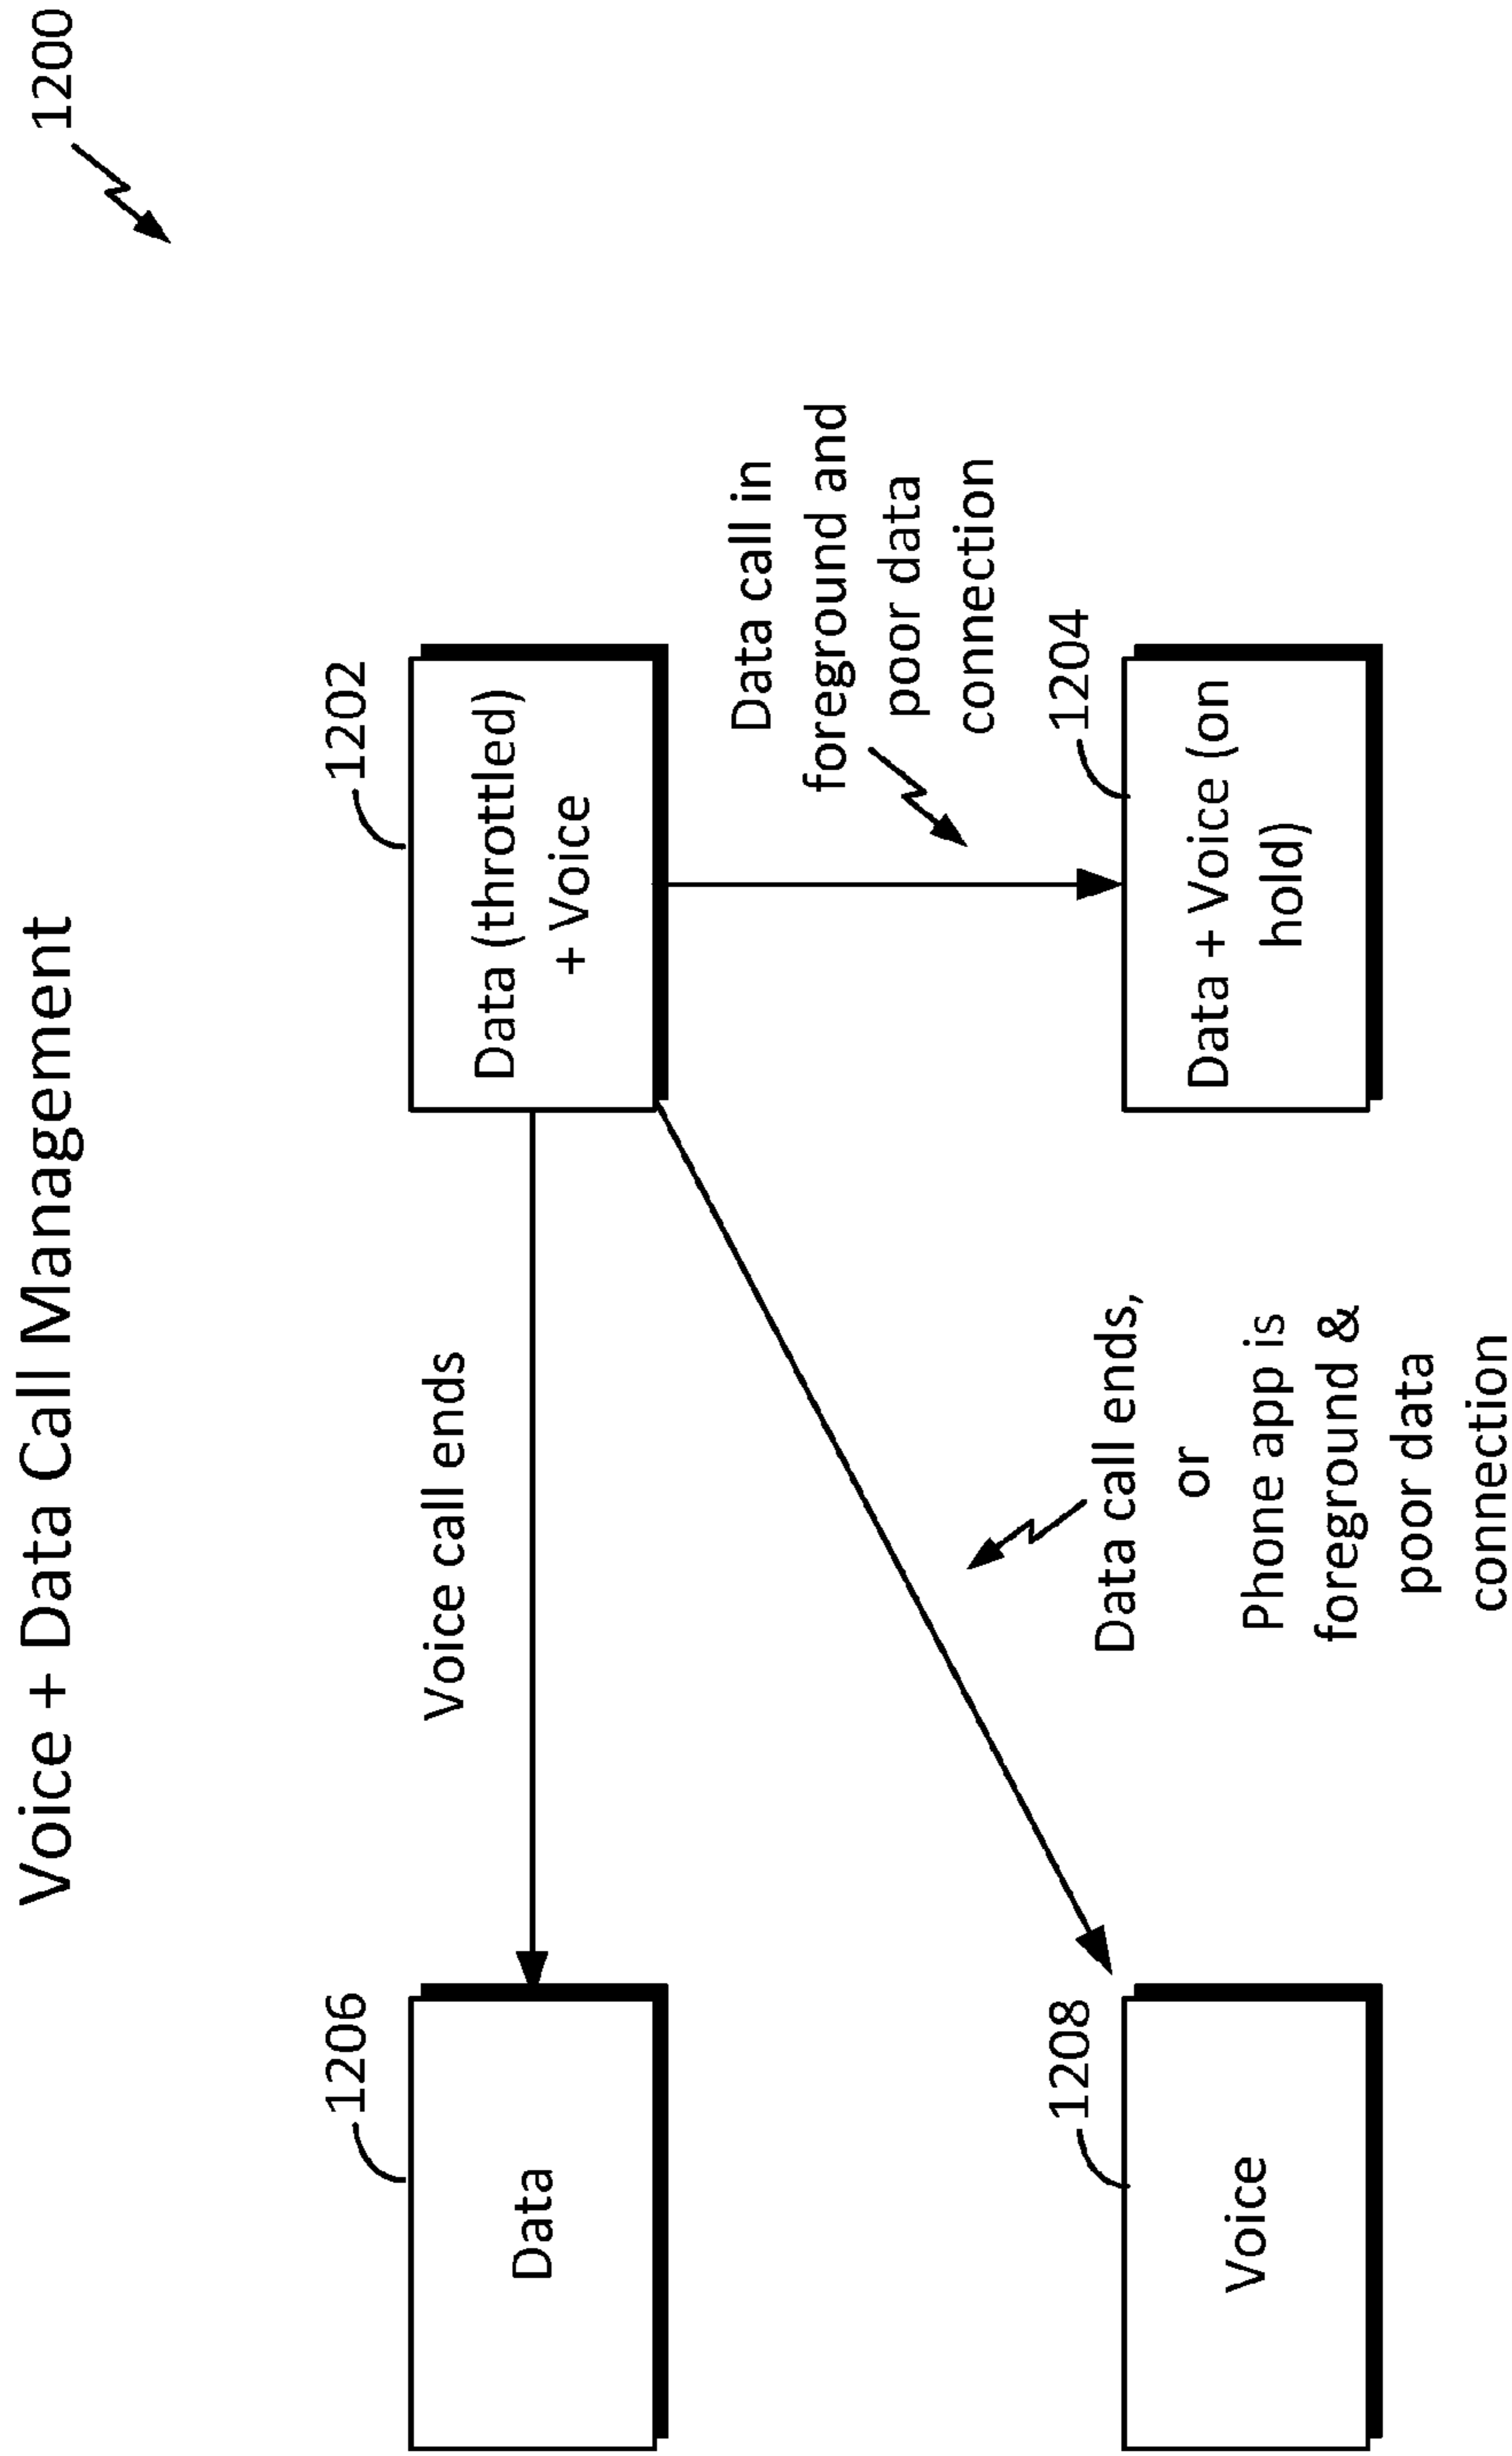 Voice + Data Call Management
1200
1206
Data
Voice call ends
1202
Data (throttled)
+ Voice
Data call in
foreground and
poor data
connection
1208
Voice
Data call ends,
or
Phone app is
foreground &
poor data
connection
1204
Data + Voice (on
hold)